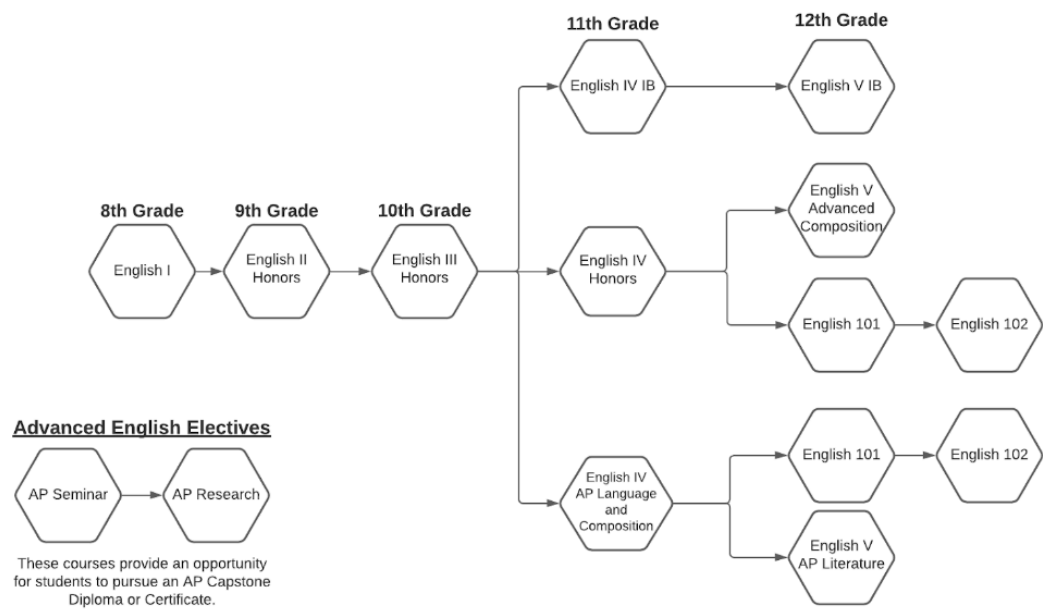 11th Grade
12th Grade
English IV IB
English V IB
8th Grade
9th Grade
10th Grade
English I
English II
Honors
English III
Honors
English IV
Honors
English V
Advanced
Composition
English 101
English 102
Advanced English Electives
AP Seminar
AP Research
These courses provide an opportunity
for students to pursue an AP Capstone
Diploma or Certificate.
English IV
AP Language
and
Composition
English 101
English 102
English V
AP Literature